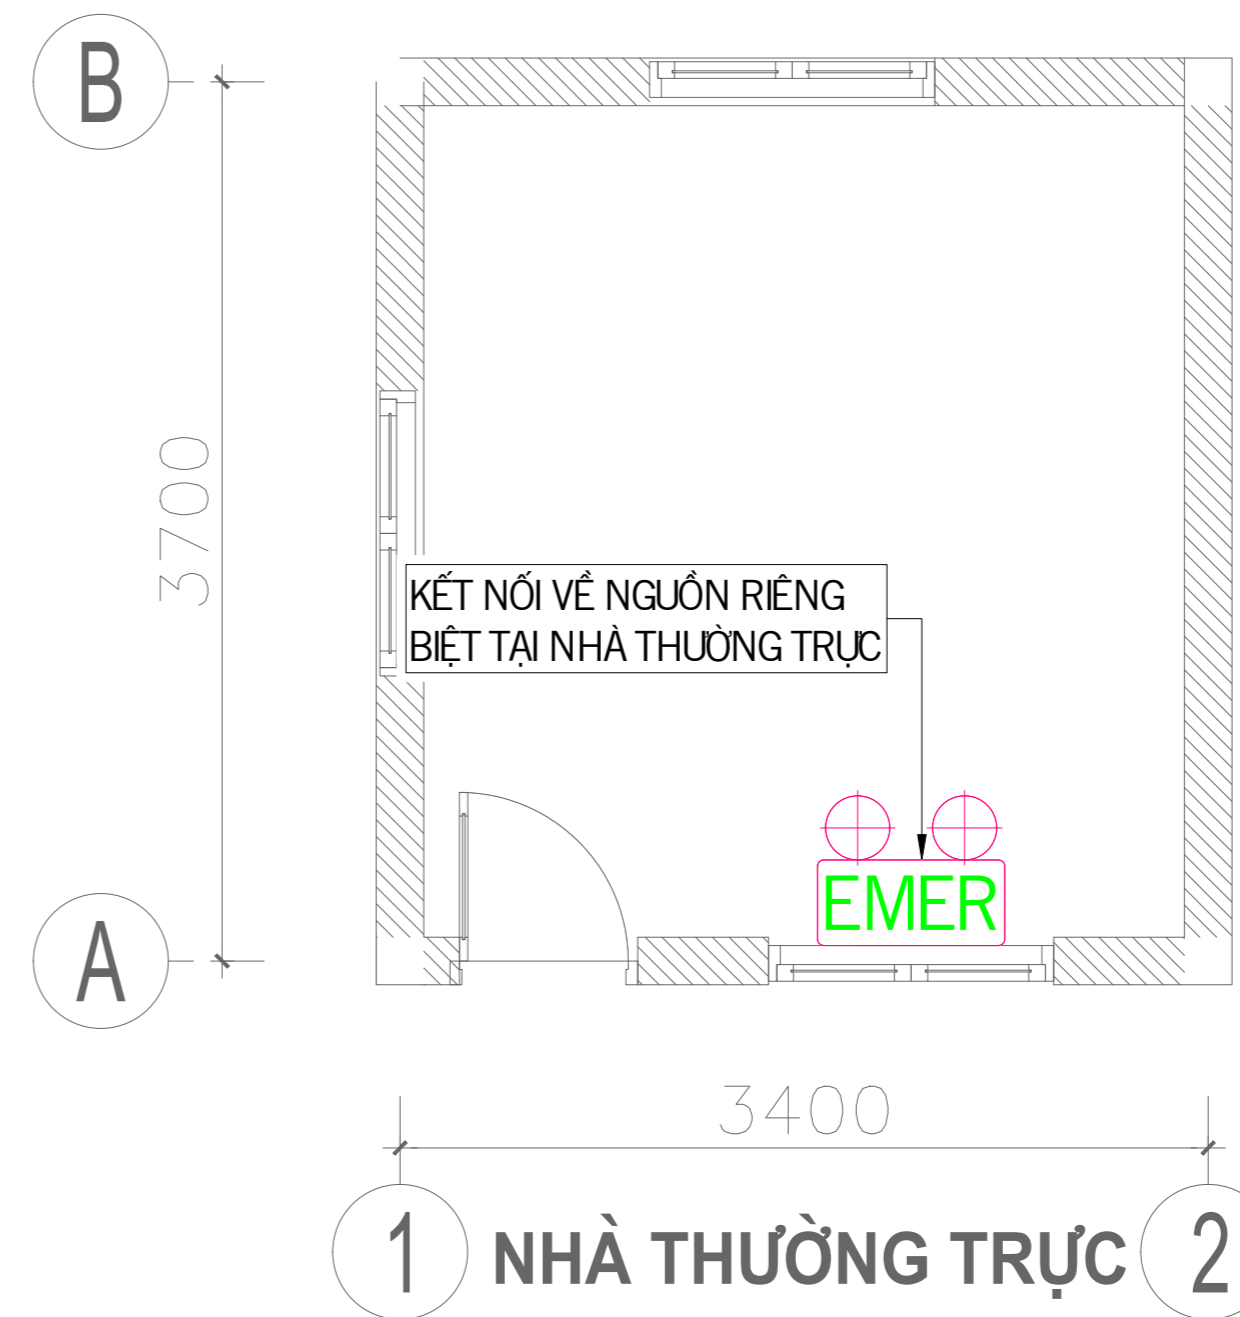 B
3700
KẾT NỐI VỀ NGUỒN RIÊNG
BIỆT TẠI NHÀ THƯỜNG TRỰC
EMER
A
3400
1
NHÀ THƯỜNG TRỰC
2